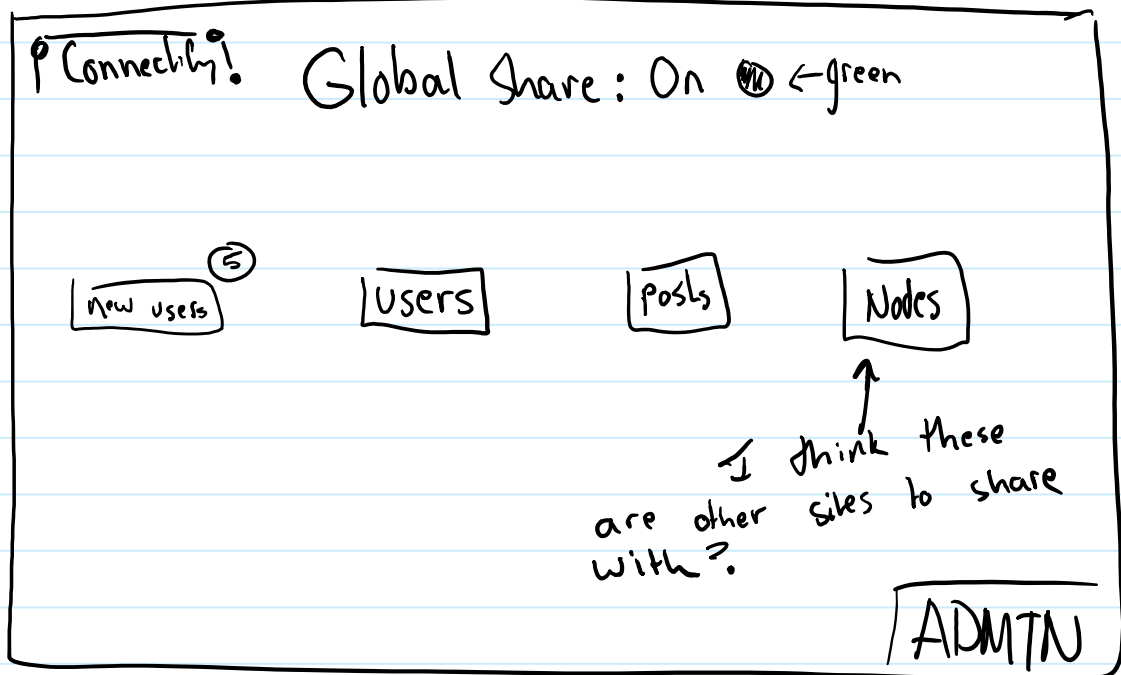 Connectify!
Global Share: On ←green
5
new users
users
posts
Nodes
I think these
are other sites to share
with?
ADMIN